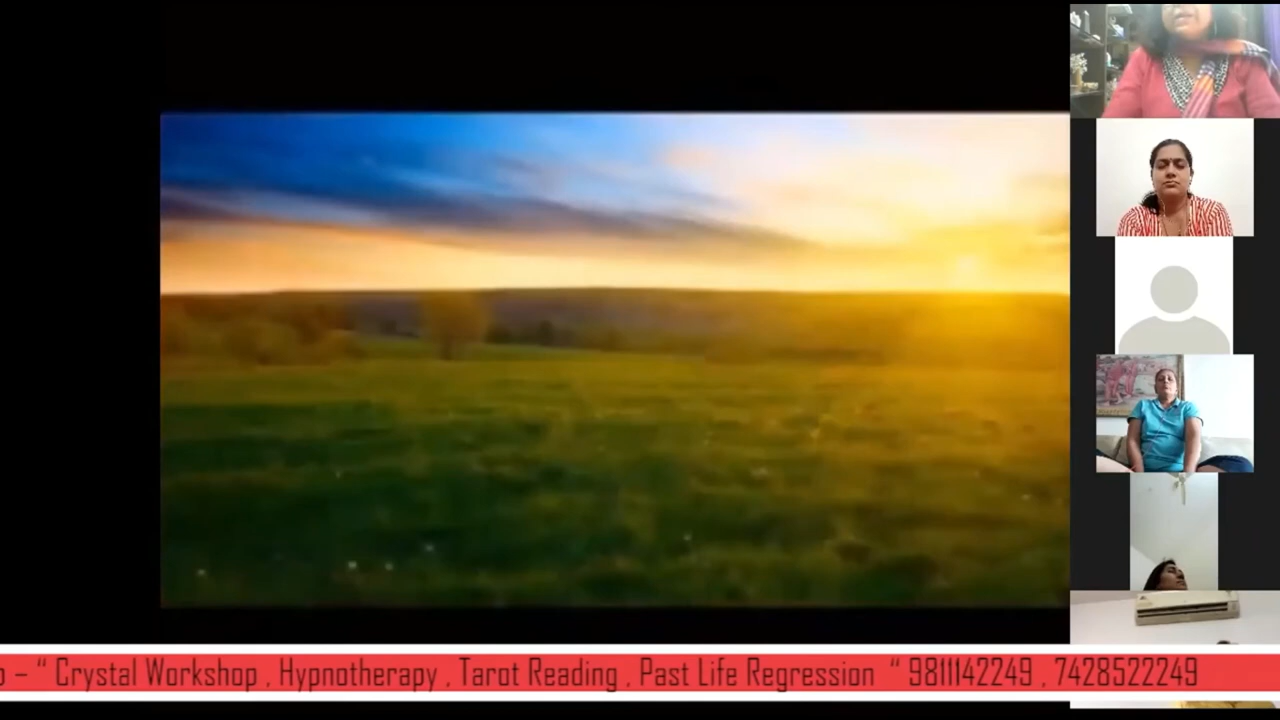 – “ Crystal Workshop , Hypnotherapy , Tarot Reading , Past Life Regression “ 9811142249 , 7428522249